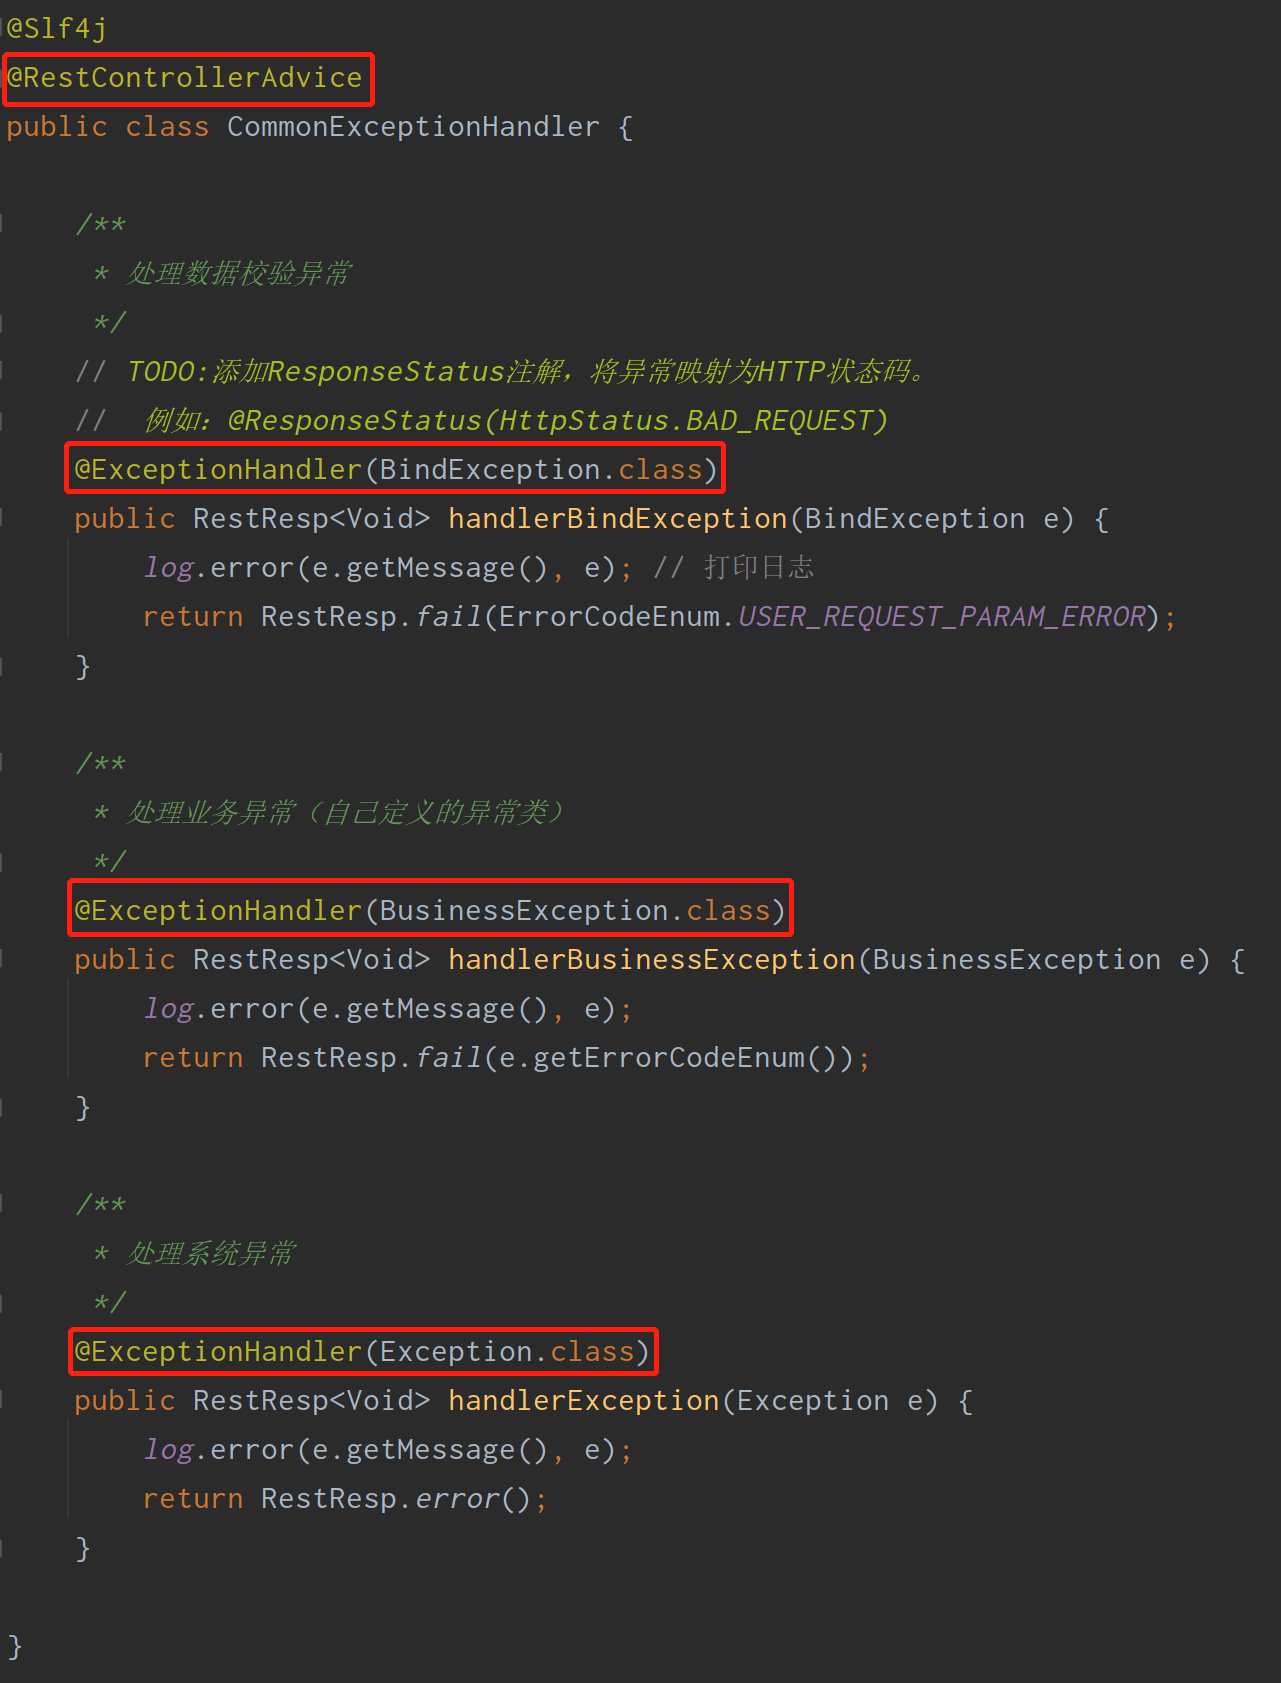 @Slf4j
@RestControllerAdvice
public class CommonExceptionHandler {
/**
* 处理数据校验异常
*/
// TODO:添加ResponseStatus注解，将异常映射为HTTP状态码。
// 例如：@ResponseStatus(HttpStatus.BAD_REQUEST)
@ExceptionHandler(BindException.class)
public RestResp<Void> handlerBindException(BindException e) {
log.error(e.getMessage(), e); // 打印日志
return RestResp.fail(ErrorCodeEnum.USER_REQUEST_PARAM_ERROR);
}
/**
* 处理业务异常（自己定义的异常类）
*/
@ExceptionHandler(BusinessException.class)
public RestResp<Void> handlerBusinessException(BusinessException e) {
log.error(e.getMessage(), e);
return RestResp.fail(e.getErrorCodeEnum());
}
/**
* 处理系统异常
*/
@ExceptionHandler(Exception.class)
public RestResp<Void> handlerException(Exception e) {
log.error(e.getMessage(), e);
return RestResp.error();
}
}